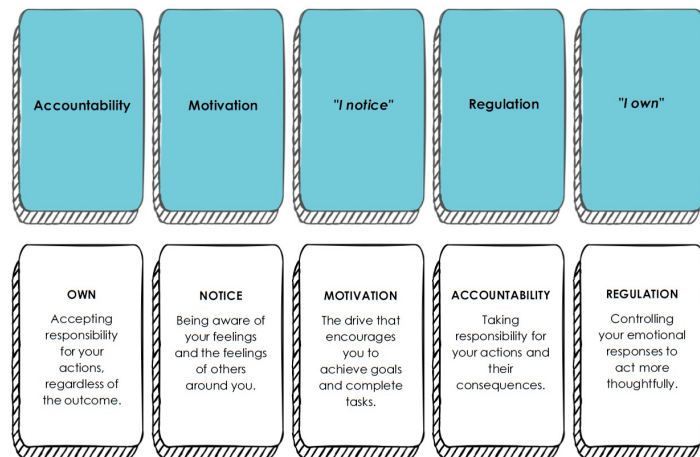 Accountability
Motivation
"I notice"
Regulation
"I own"
OWN
Accepting
responsibility
for your
actions,
regardless of
the outcome.
NOTICE
Being aware of
your feelings
and the feelings
of others
around you.
MOTIVATION
The drive that
encourages
you to
achieve goals
and complete
tasks.
ACCOUNTABILITY
Taking
responsibility for
your actions and
their
consequences.
REGULATION
Controlling
your emotional
responses to
act more
thoughtfully.